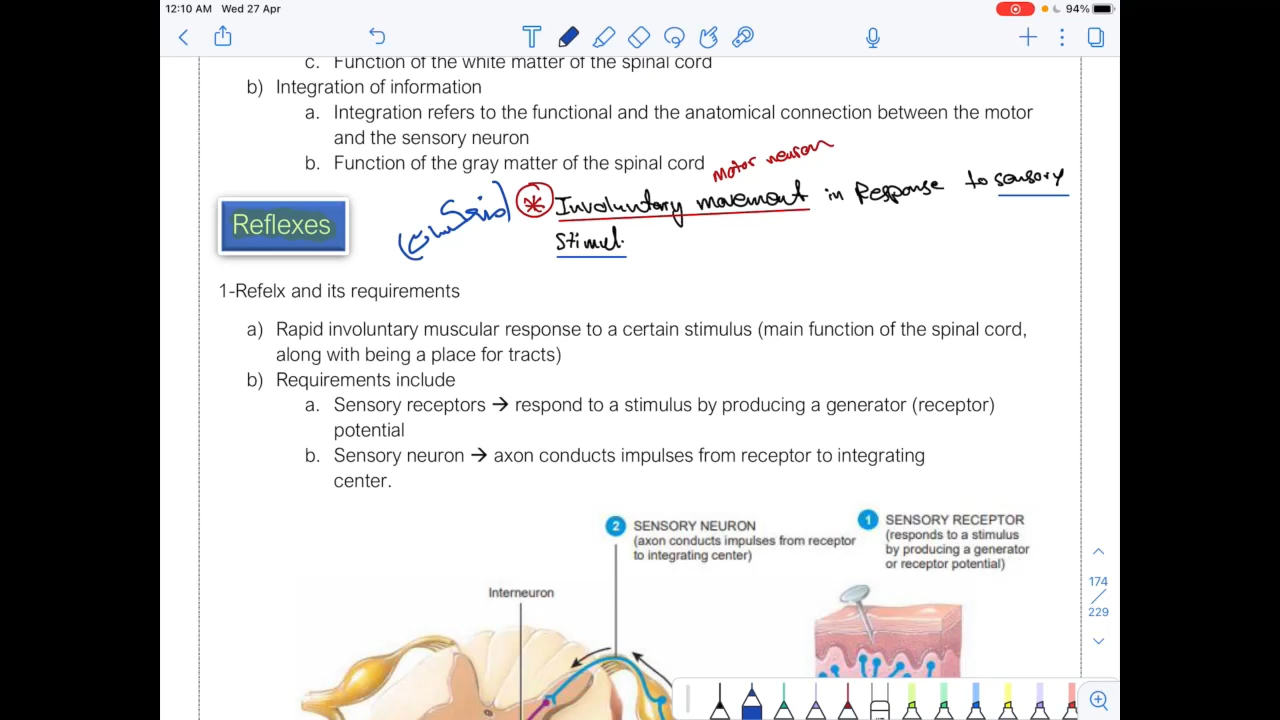 12:10 AM Wed 27 Apr
94%
c. Function of the white matter of the spinal cord
b) Integration of information
a. Integration refers to the functional and the anatomical connection between the motor
and the sensory neuron
b. Function of the gray matter of the spinal cord
motor neuron
Involuntary movement in Response to sensory
stimul.
Reflexes
1-Refelx and its requirements
a) Rapid involuntary muscular response to a certain stimulus (main function of the spinal cord,
along with being a place for tracts)
b) Requirements include
a. Sensory receptors → respond to a stimulus by producing a generator (receptor)
potential
b. Sensory neuron → axon conducts impulses from receptor to integrating
center.
2 SENSORY NEURON
(axon conducts impulses from receptor
to integrating center)
1 SENSORY RECEPTOR
(responds to a stimulus
by producing a generator
or receptor potential)
Interneuron
174
229